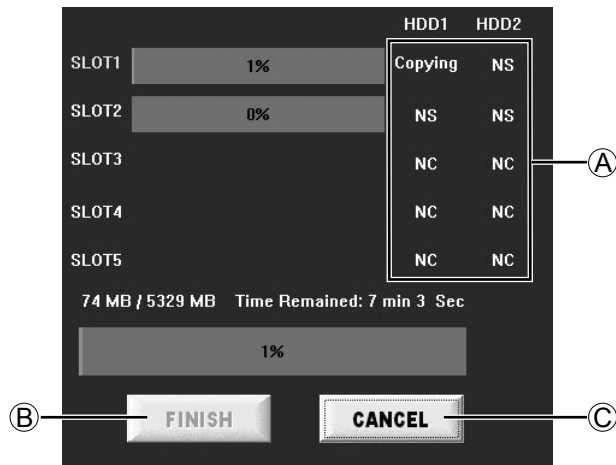 HDD1 HDD2
SLOT1 1% Copying NS
SLOT2 0% NS NS
SLOT3 NC NC
A
SLOT4 NC NC
SLOT5 NC NC
74 MB / 5329 MB Time Remained: 7 min 3 Sec
1%
B FINISH CANCEL C